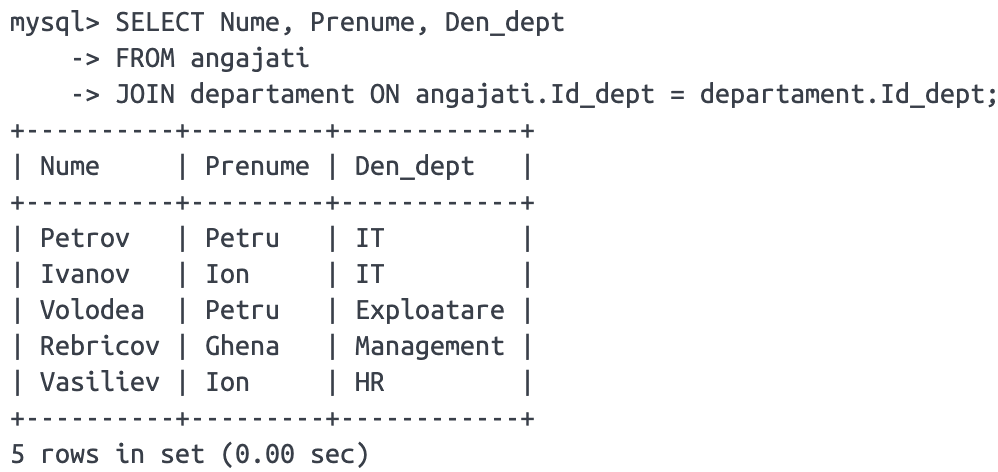 mysql> SELECT Nume, Prenume, Den_dept
    -> FROM angajati
    -> JOIN departament ON angajati.Id_dept = departament.Id_dept;
+----------+---------+------------+
| Nume     | Prenume | Den_dept   |
+----------+---------+------------+
| Petrov   | Petru   | IT         |
| Ivanov   | Ion     | IT         |
| Volodea  | Petru   | Exploatare |
| Rebricov | Ghena   | Management |
| Vasiliev | Ion     | HR         |
+----------+---------+------------+
5 rows in set (0.00 sec)